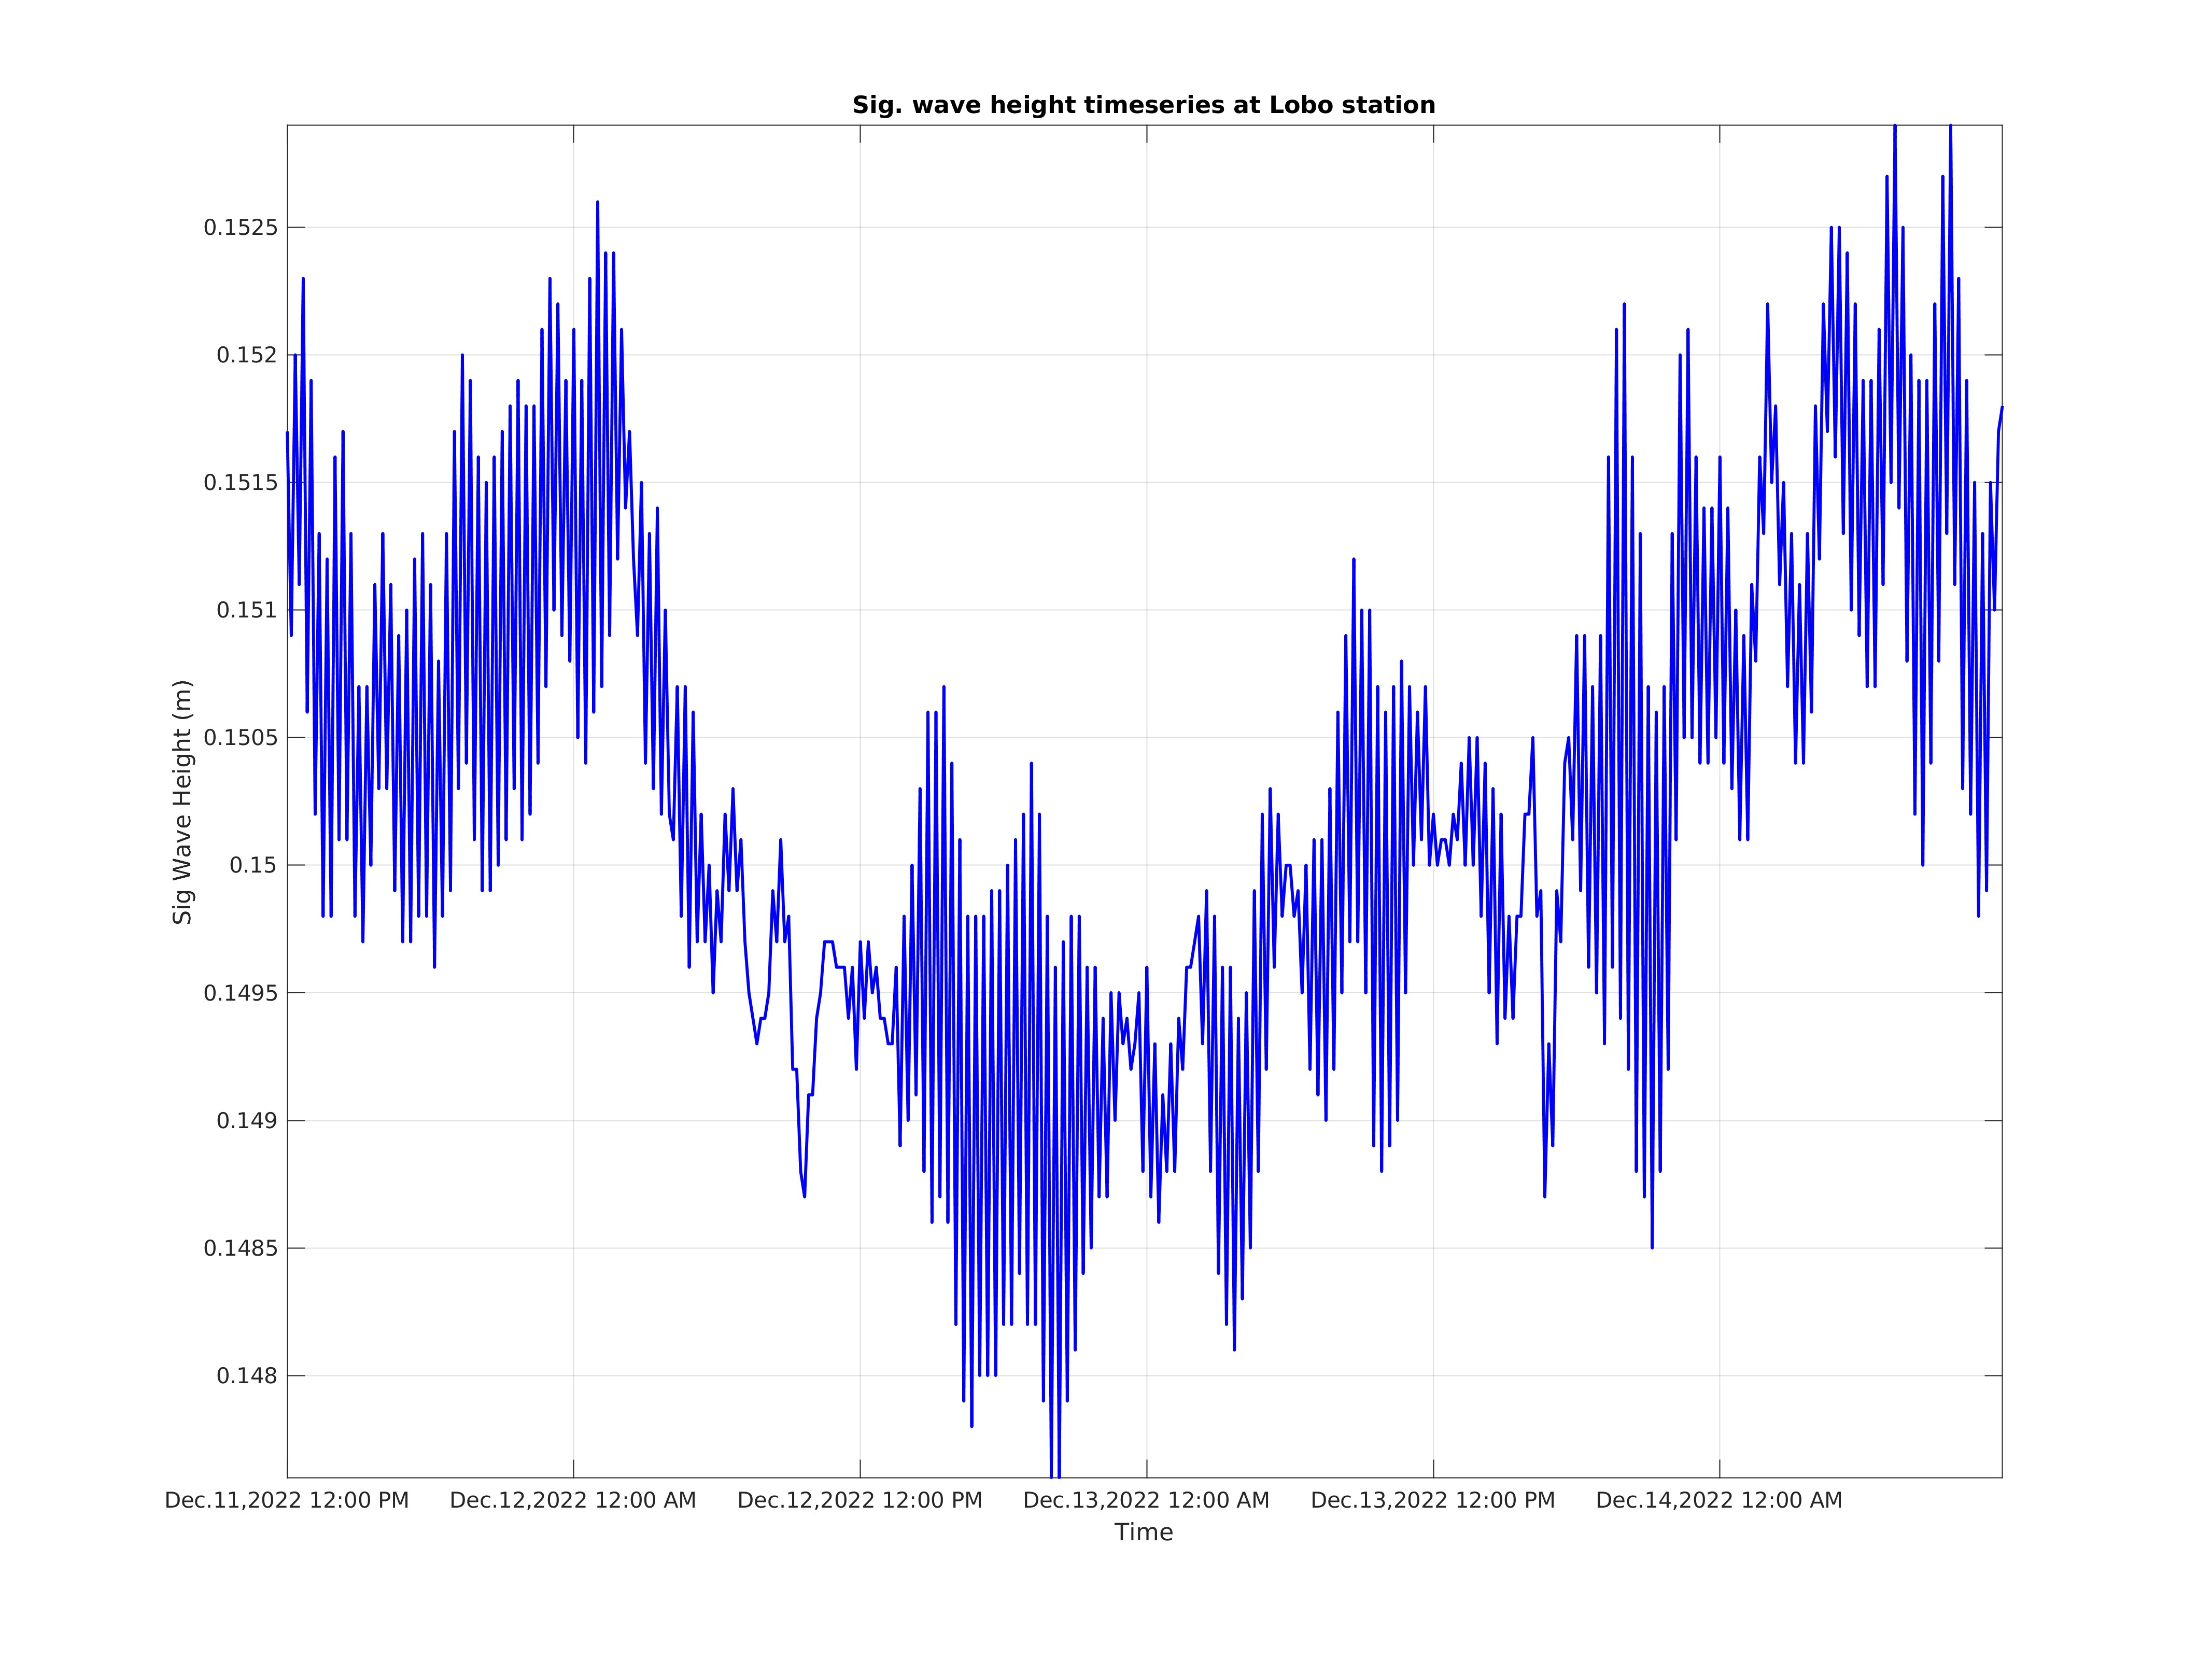 Sig. wave height timeseries at Lobo station
0.1525
0.152
0.1515
0.151
0.1505
0.15
0.1495
0.149
0.1485
0.148
Sig Wave Height (m)
Dec.11,2022 12:00 PM Dec.12,2022 12:00 AM Dec.12,2022 12:00 PM Dec.13,2022 12:00 AM Dec.13,2022 12:00 PM Dec.14,2022 12:00 AM
Time